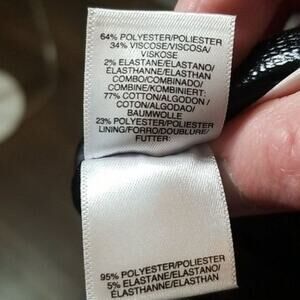 64% POLYESTER/POLIESTER
34% VISCOSE/VISCOSA/
VISKOSE
2% ELASTANE/ELASTANO/
ÉLASTHANNE/ELASTHAN
COMBO/COMBINADO/
COMBINE/KOMBINIERT:
77% COTTON/ALGODON/
COTON/ALGODÃO/
BAUMWOLLE
23% POLYESTER/POLIESTER
LINING/FORRO/DOUBLURE/
FUTTER:
95% POLYESTER/POLIESTER
5% ELASTANE/ELASTANO/
ÉLASTHANNE/ELASTHAN